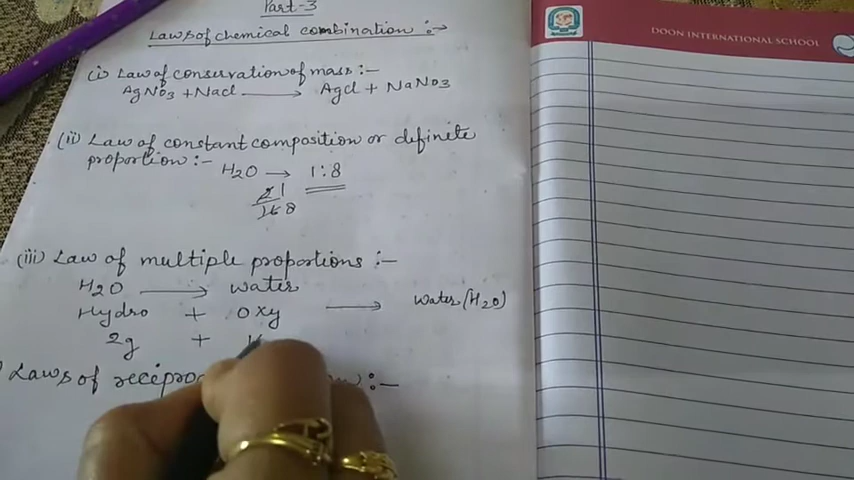 Part-3
Laws of chemical combination :→
(i) Law of conservation of mass :-
AgNO3 + Nacl → Agcl + NaNO3
(ii) Law of constant composition or definite
proportion :- H2O → 1:8
2 1
16 8
(iii) Law of multiple proportions :-
H2O → water
Hydro + Oxy → water (H2O)
2g +
Laws of :-
DOON INTERNATIONAL SCHOOL